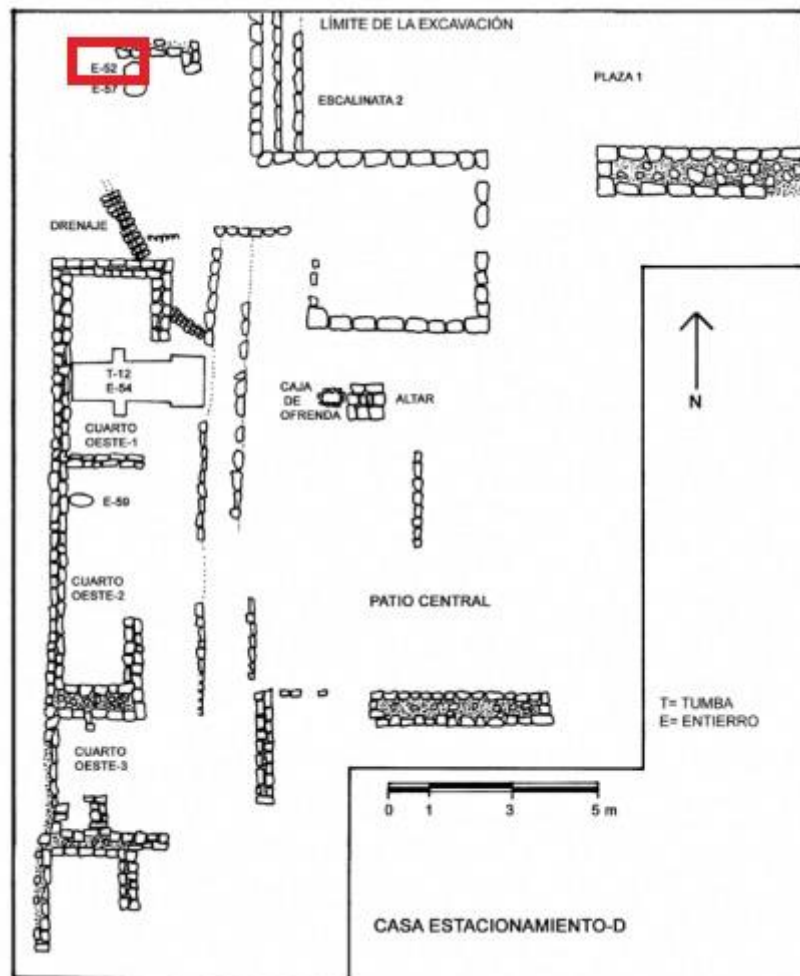 LÍMITE DE LA EXCAVACIÓN
E-52
E-57
PLAZA 1
ESCALINATA 2
DRENAJE
T-12
E-54
CAJA
DE
OFRENDA
ALTAR
N
CUARTO
OESTE-1
E-59
CUARTO
OESTE-2
PATIO CENTRAL
T= TUMBA
E= ENTIERRO
CUARTO
OESTE-3
0 1 3 5 m
CASA ESTACIONAMIENTO-D